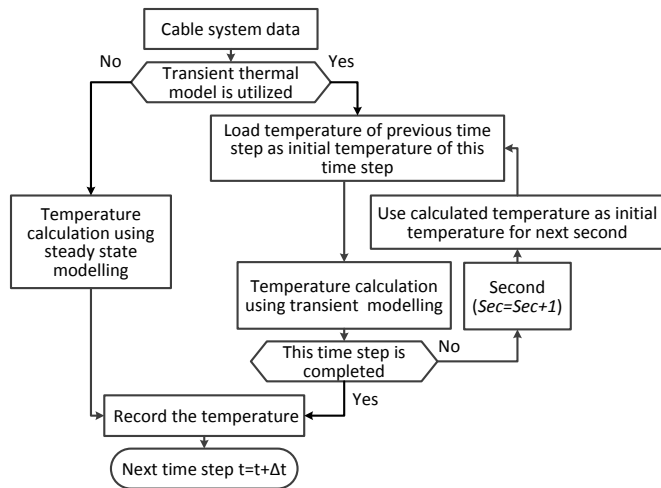 Cable system data
No
Yes
Transient thermal
model is utilized
Load temperature of previous time
step as initial temperature of this
time step
Temperature
calculation using
steady state
modelling
Use calculated temperature as initial
temperature for next second
Temperature calculation
using transient modelling
Second
(Sec=Sec+1)
This time step is
completed
No
Yes
Record the temperature
Next time step t=t+Δt